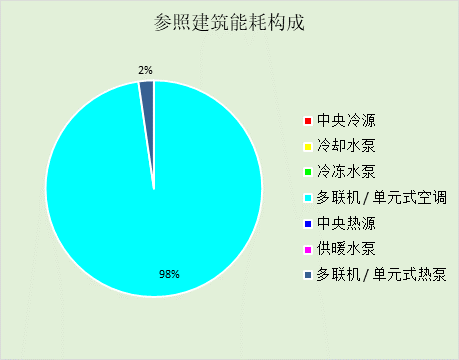 参照建筑能耗构成
2%
98%
中央冷源
冷却水泵
冷冻水泵
多联机/单元式空调
中央热源
供暖水泵
多联机/单元式热泵